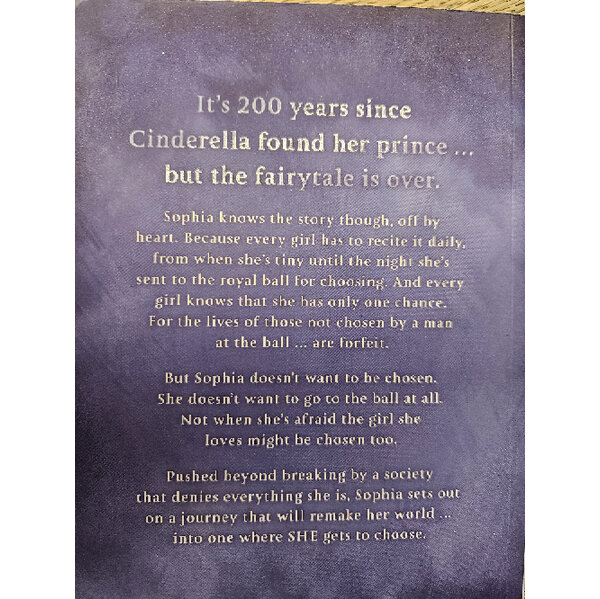 It's 200 years since
Cinderella found her prince ...
but the fairytale is over.
Sophia knows the story though, off by
heart. Because every girl has to recite it daily,
from when she's tiny until the night she's
sent to the royal ball for choosing. And every
girl knows that she has only one chance.
For the lives of those not chosen by a man
at the ball ... are forfeit.
But Sophia doesn't want to be chosen.
She doesn't want to go to the ball at all.
Not when she's afraid the girl she
loves might be chosen too.
Pushed beyond breaking by a society
that denies everything she is, Sophia sets out
on a journey that will remake her world ...
into one where SHE gets to choose.